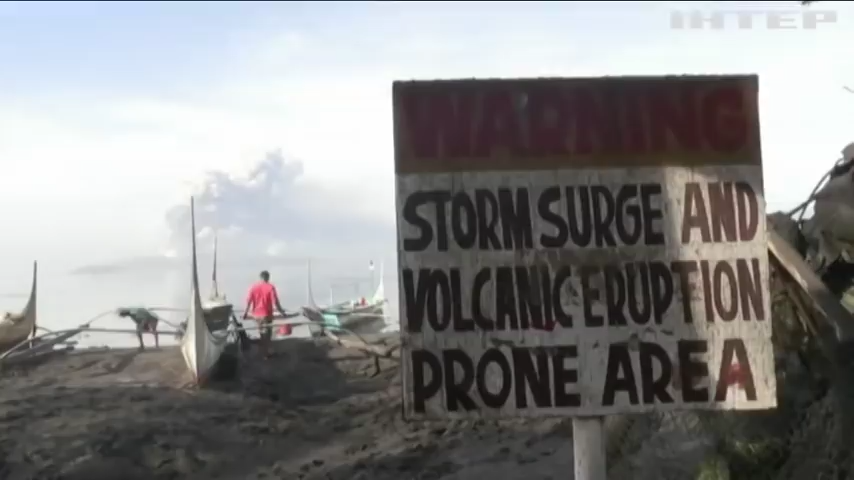 ІНТЕР
WARNING
STORM SURGE AND
VOLCANIC ERUPTION
PRONE AREA